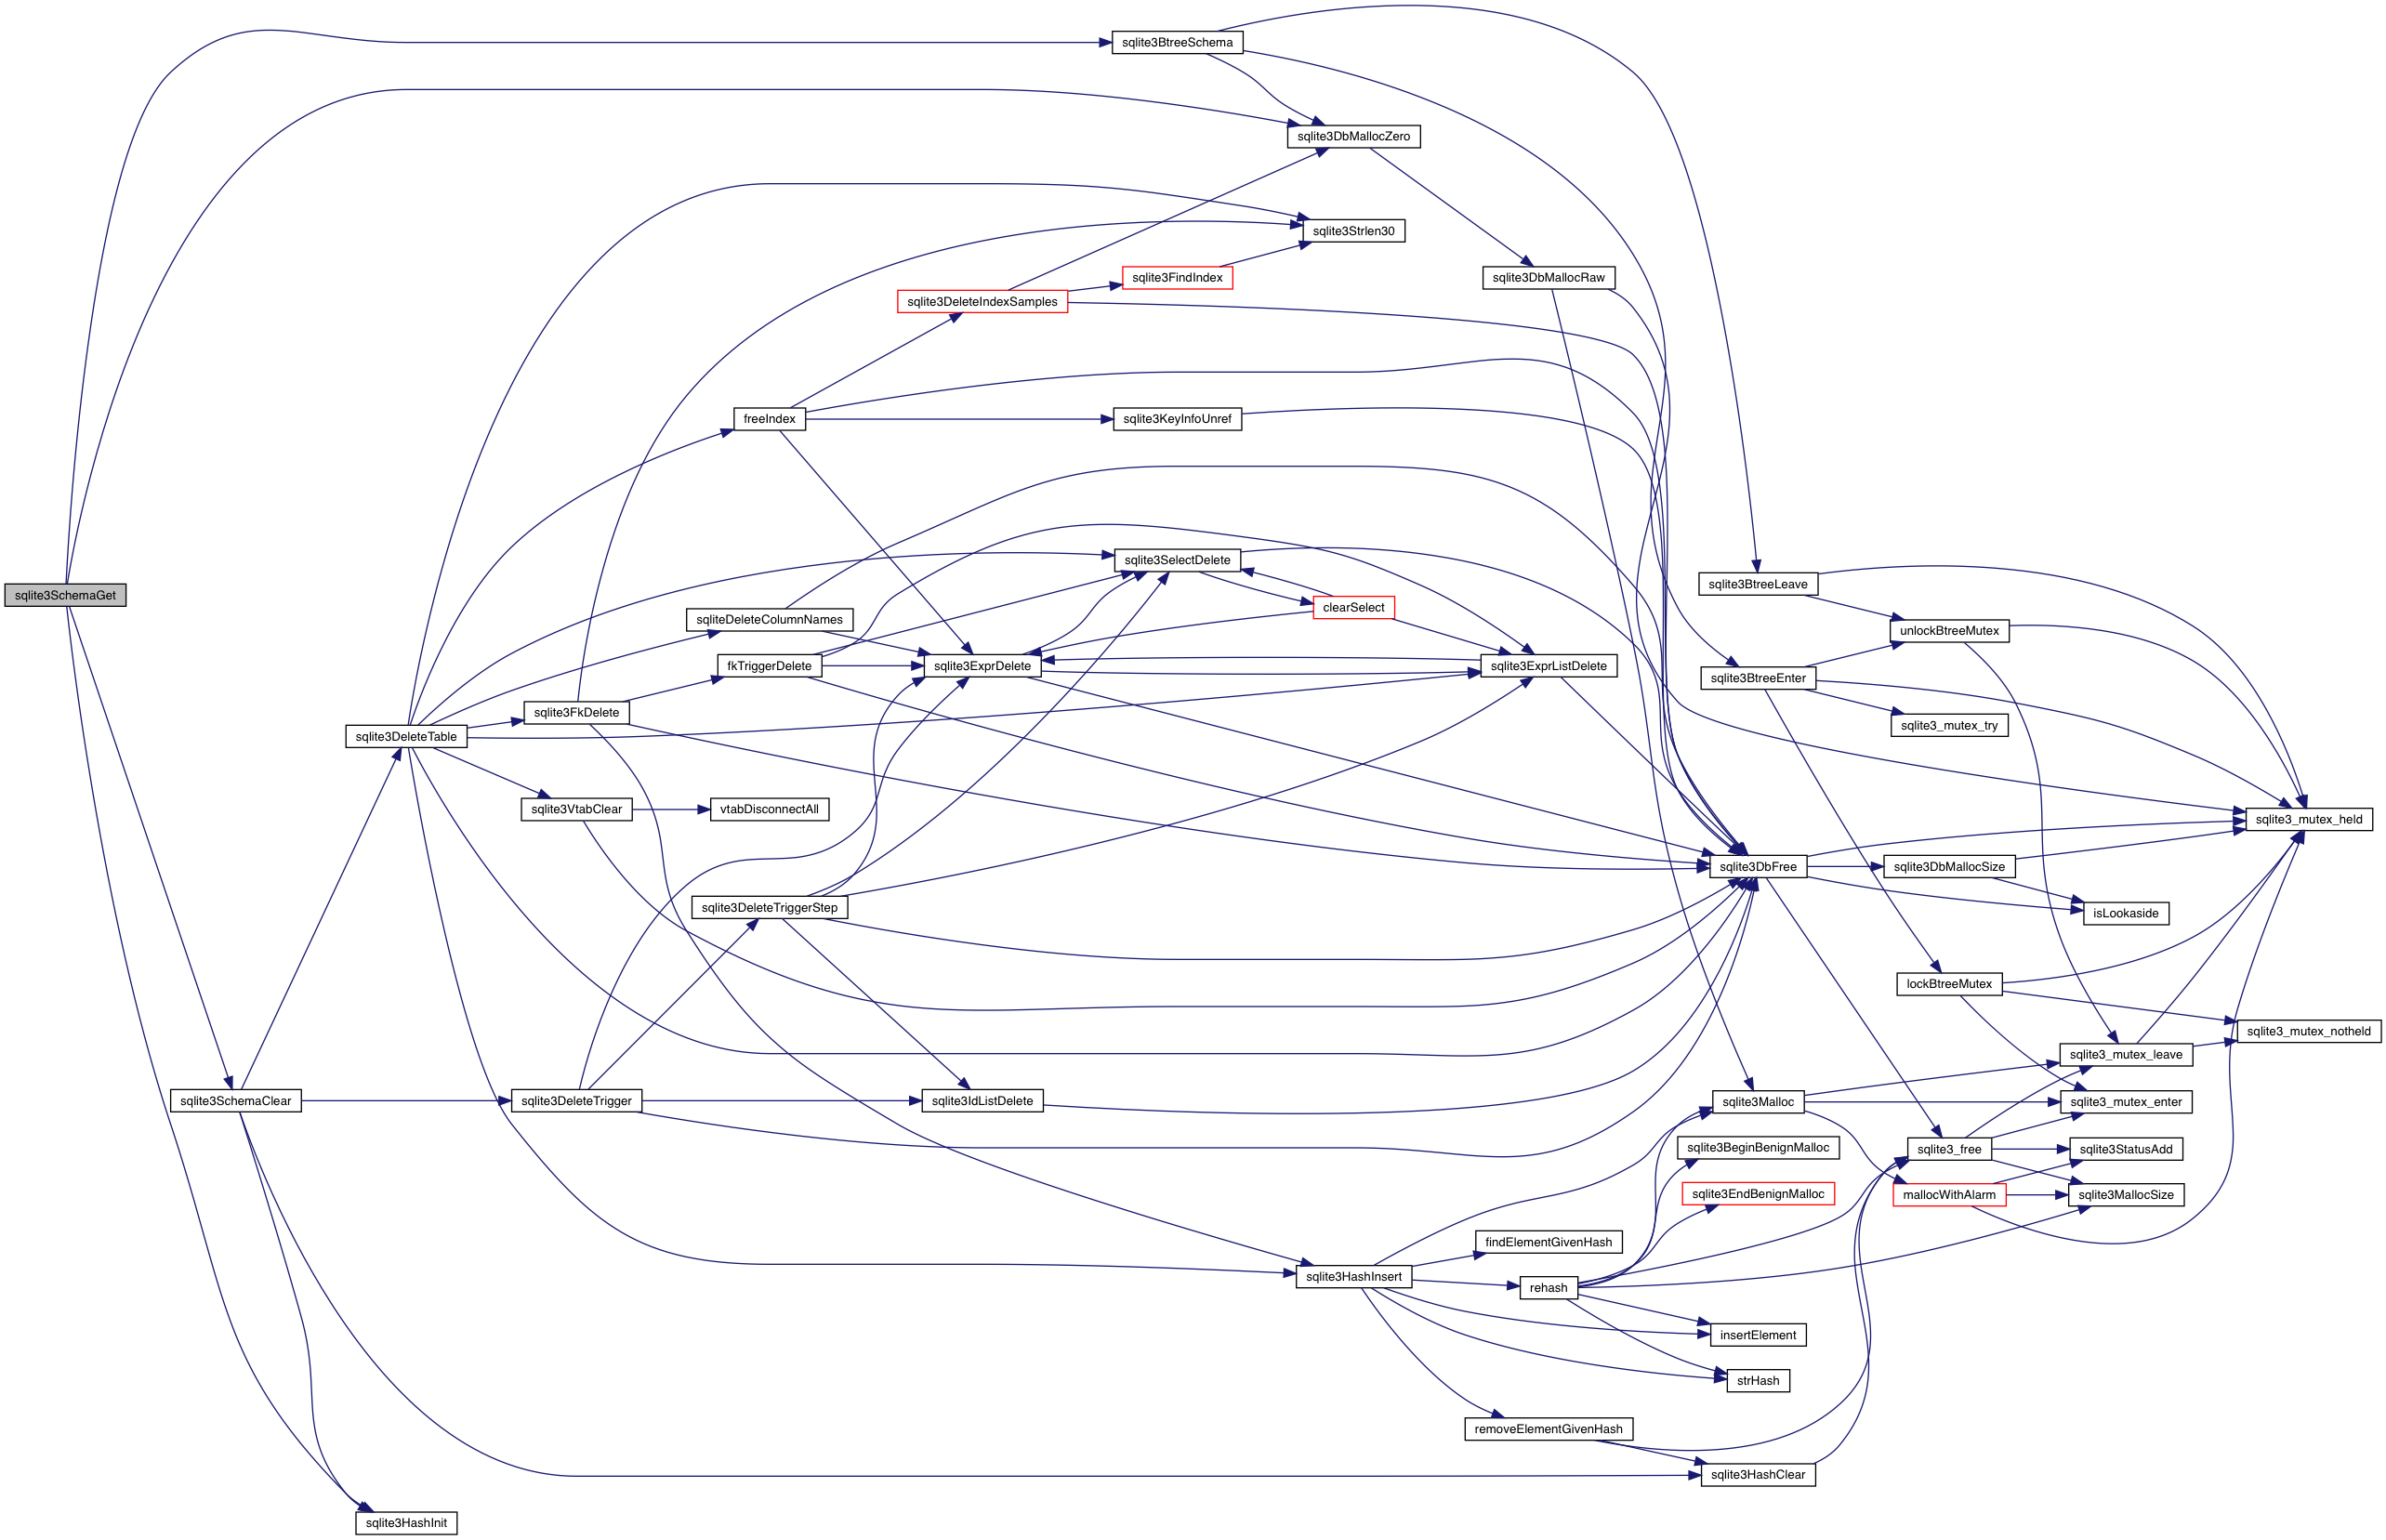 sqlite3BtreeSchema
sqlite3DbMallocZero
sqlite3Strlen30
sqlite3FindIndex
sqlite3DbMallocRaw
sqlite3DeleteIndexSamples
freeIndex
sqlite3KeyInfoUnref
sqlite3SelectDelete
sqlite3BtreeLeave
sqlite3SchemaGet
clearSelect
sqliteDeleteColumnNames
unlockBtreeMutex
fkTriggerDelete
sqlite3ExprDelete
sqlite3ExprListDelete
sqlite3BtreeEnter
sqlite3FkDelete
sqlite3_mutex_try
sqlite3DeleteTable
sqlite3VtabClear
vtabDisconnectAll
sqlite3_mutex_held
sqlite3DbFree
sqlite3DbMallocSize
sqlite3DeleteTriggerStep
isLookaside
lockBtreeMutex
sqlite3_mutex_notheld
sqlite3_mutex_leave
sqlite3SchemaClear
sqlite3DeleteTrigger
sqlite3IdListDelete
sqlite3Malloc
sqlite3_mutex_enter
sqlite3BeginBenignMalloc
sqlite3_free
sqlite3StatusAdd
sqlite3EndBenignMalloc
mallocWithAlarm
sqlite3MallocSize
findElementGivenHash
sqlite3HashInsert
rehash
insertElement
strHash
removeElementGivenHash
sqlite3HashClear
sqlite3HashInit